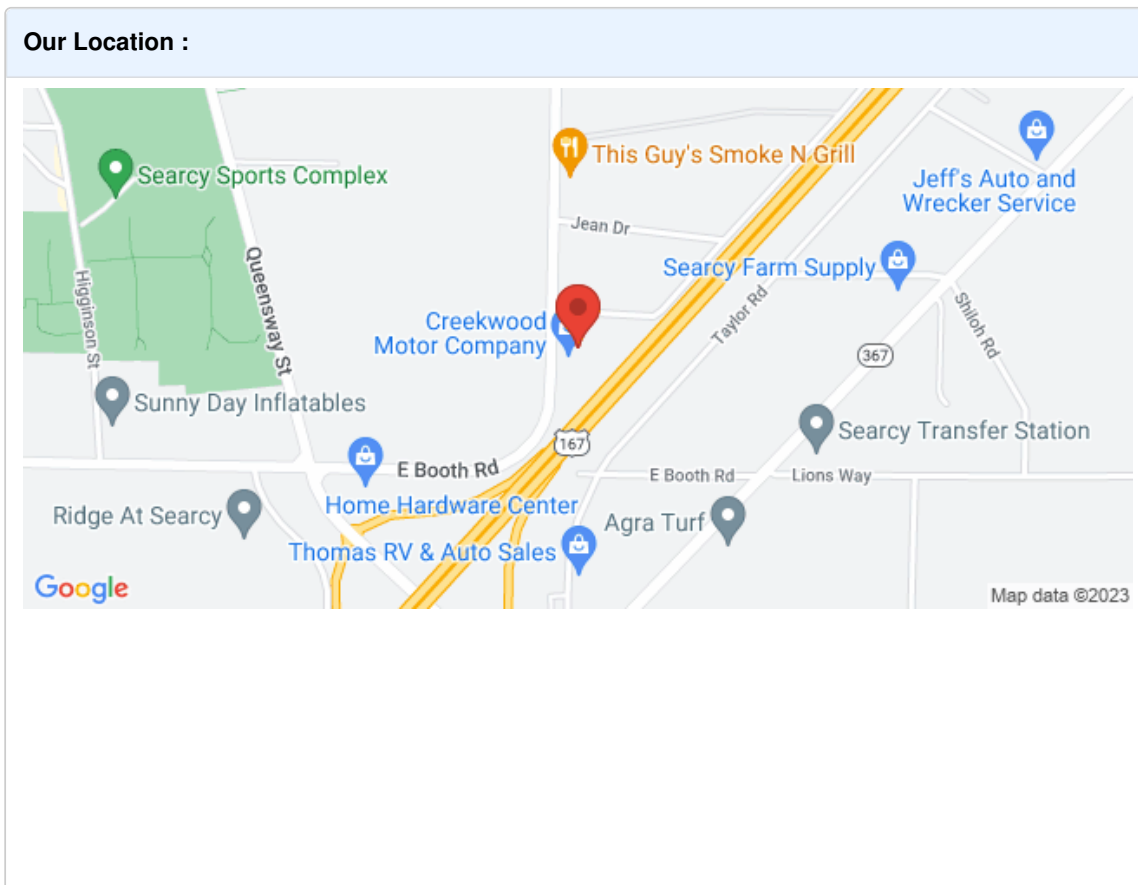 Our Location :
This Guy's Smoke N Grill
Searcy Sports Complex
Jeff's Auto and
Wrecker Service
Jean Dr
Queensway St
Searcy Farm Supply
Higginson St
Taylor Rd
Shiloh Rd
Creekwood
Motor Company
367
Sunny Day Inflatables
167
Searcy Transfer Station
E Booth Rd
E Booth Rd
Lions Way
Home Hardware Center
Ridge At Searcy
Agra Turf
Thomas RV & Auto Sales
Google
Map data ©2023